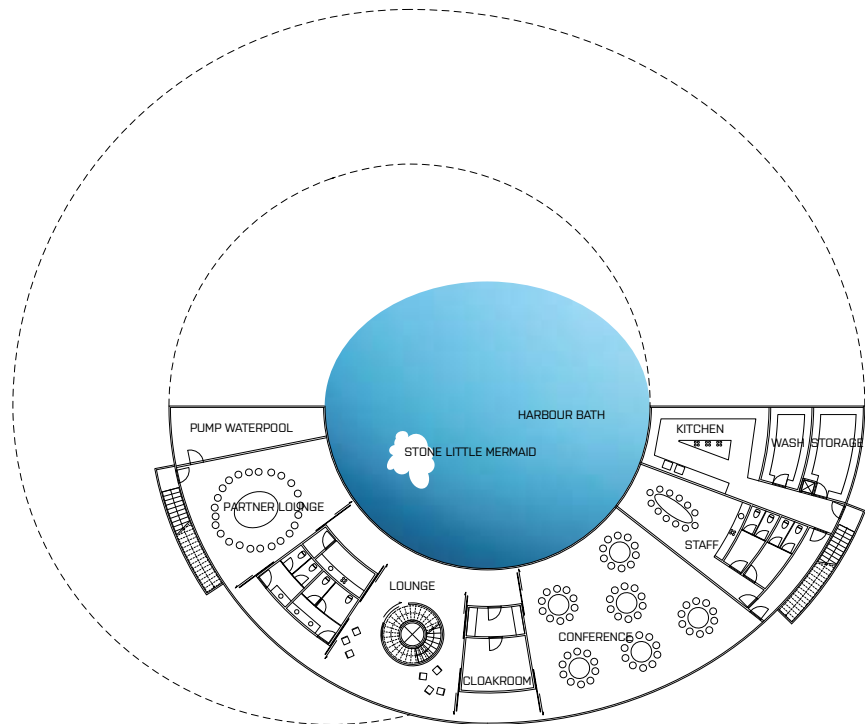 HARBOUR BATH
PUMP WATERPOOL
KITCHEN
WASH
STORAGE
STONE LITTLE MERMAID
PARTNER LOUNGE
STAFF
LOUNGE
CONFERENCE
CLOAKROOM